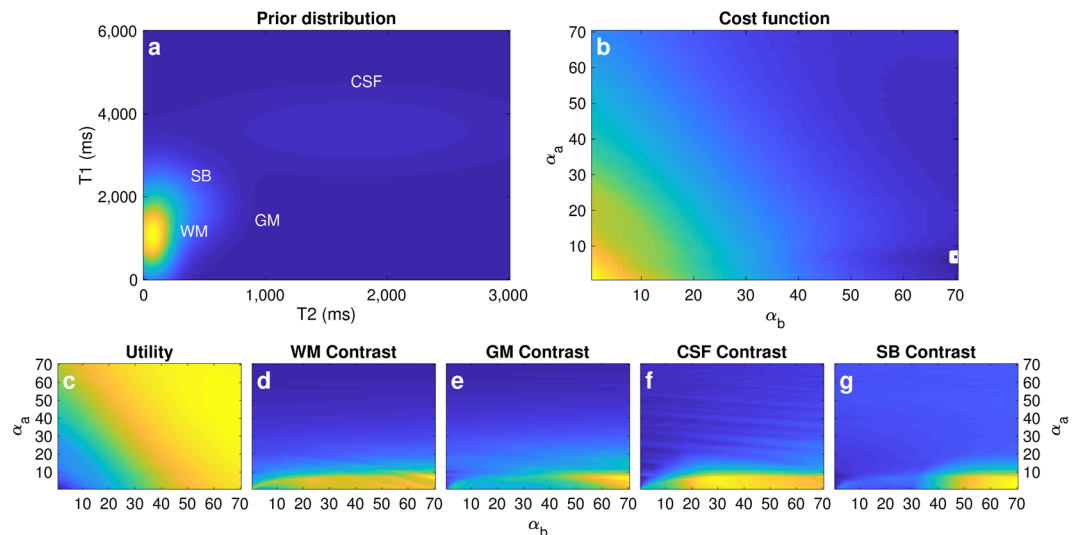 Prior distribution
Cost function
a
b
6,000
4,000
2,000
0
T1 (ms)
CSF
SB
GM
WM
0
1,000
2,000
3,000
T2 (ms)
70
60
50
40
30
20
10
αa
10
20
30
40
50
60
70
αb
Utility
WM Contrast
GM Contrast
CSF Contrast
SB Contrast
c
d
e
f
g
70
60
50
40
30
20
10
αa
70
60
50
40
30
20
10
αa
10 20 30 40 50 60 70
10 20 30 40 50 60 70
10 20 30 40 50 60 70
10 20 30 40 50 60 70
10 20 30 40 50 60 70
αb